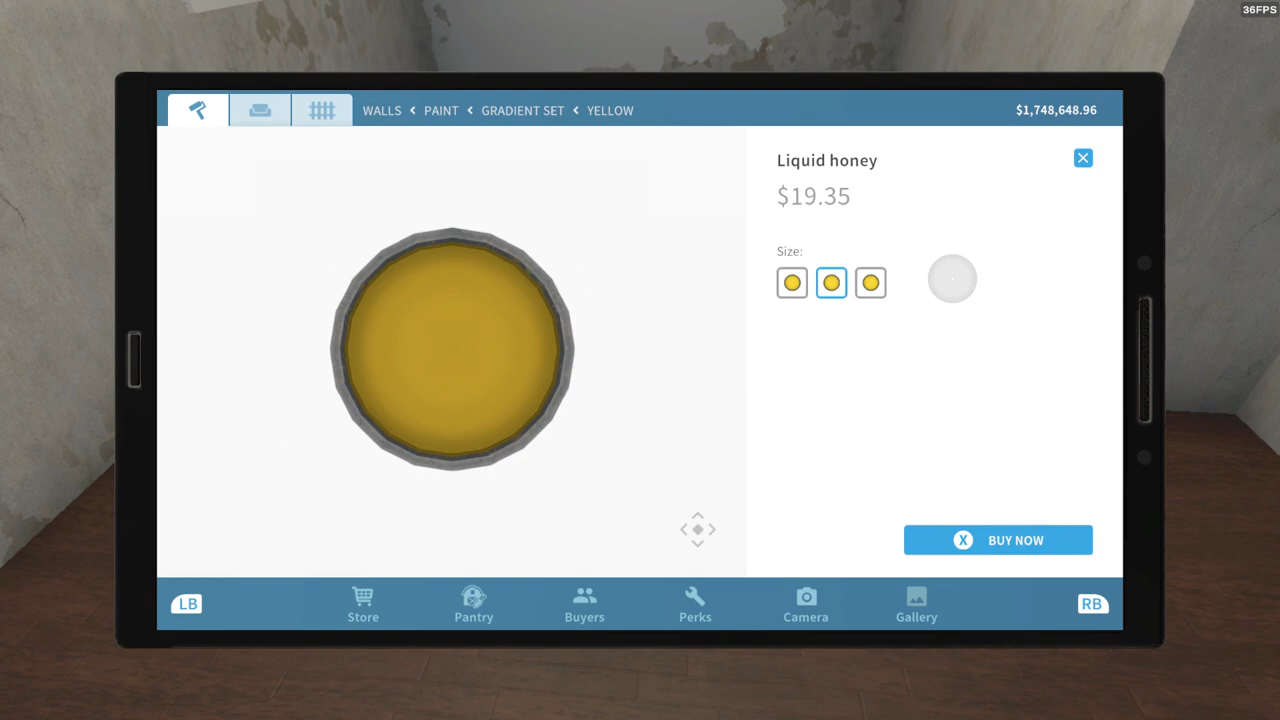 36FPS
WALLS < PAINT < GRADIENT SET < YELLOW
$1,748,648.96
Liquid honey
$19.35
Size:
X BUY NOW
LB
Store
Pantry
Buyers
Perks
Camera
Gallery
RB